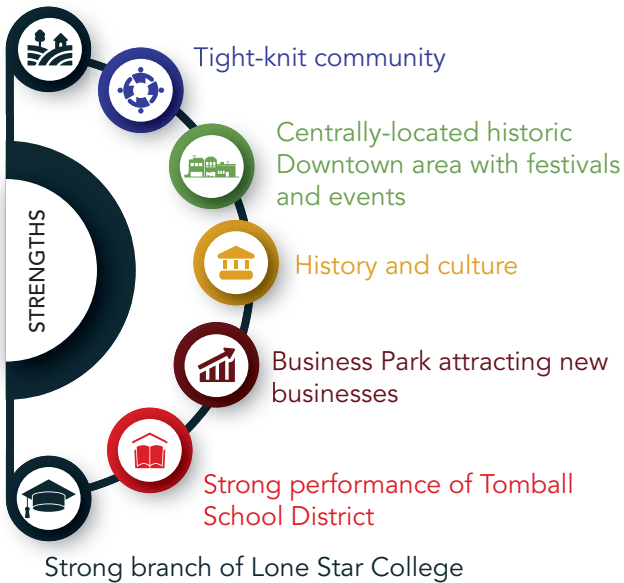 Tight-knit community
Centrally-located historic
Downtown area with festivals
and events
STRENGTHS
History and culture
Business Park attracting new
businesses
Strong performance of Tomball
School District
Strong branch of Lone Star College